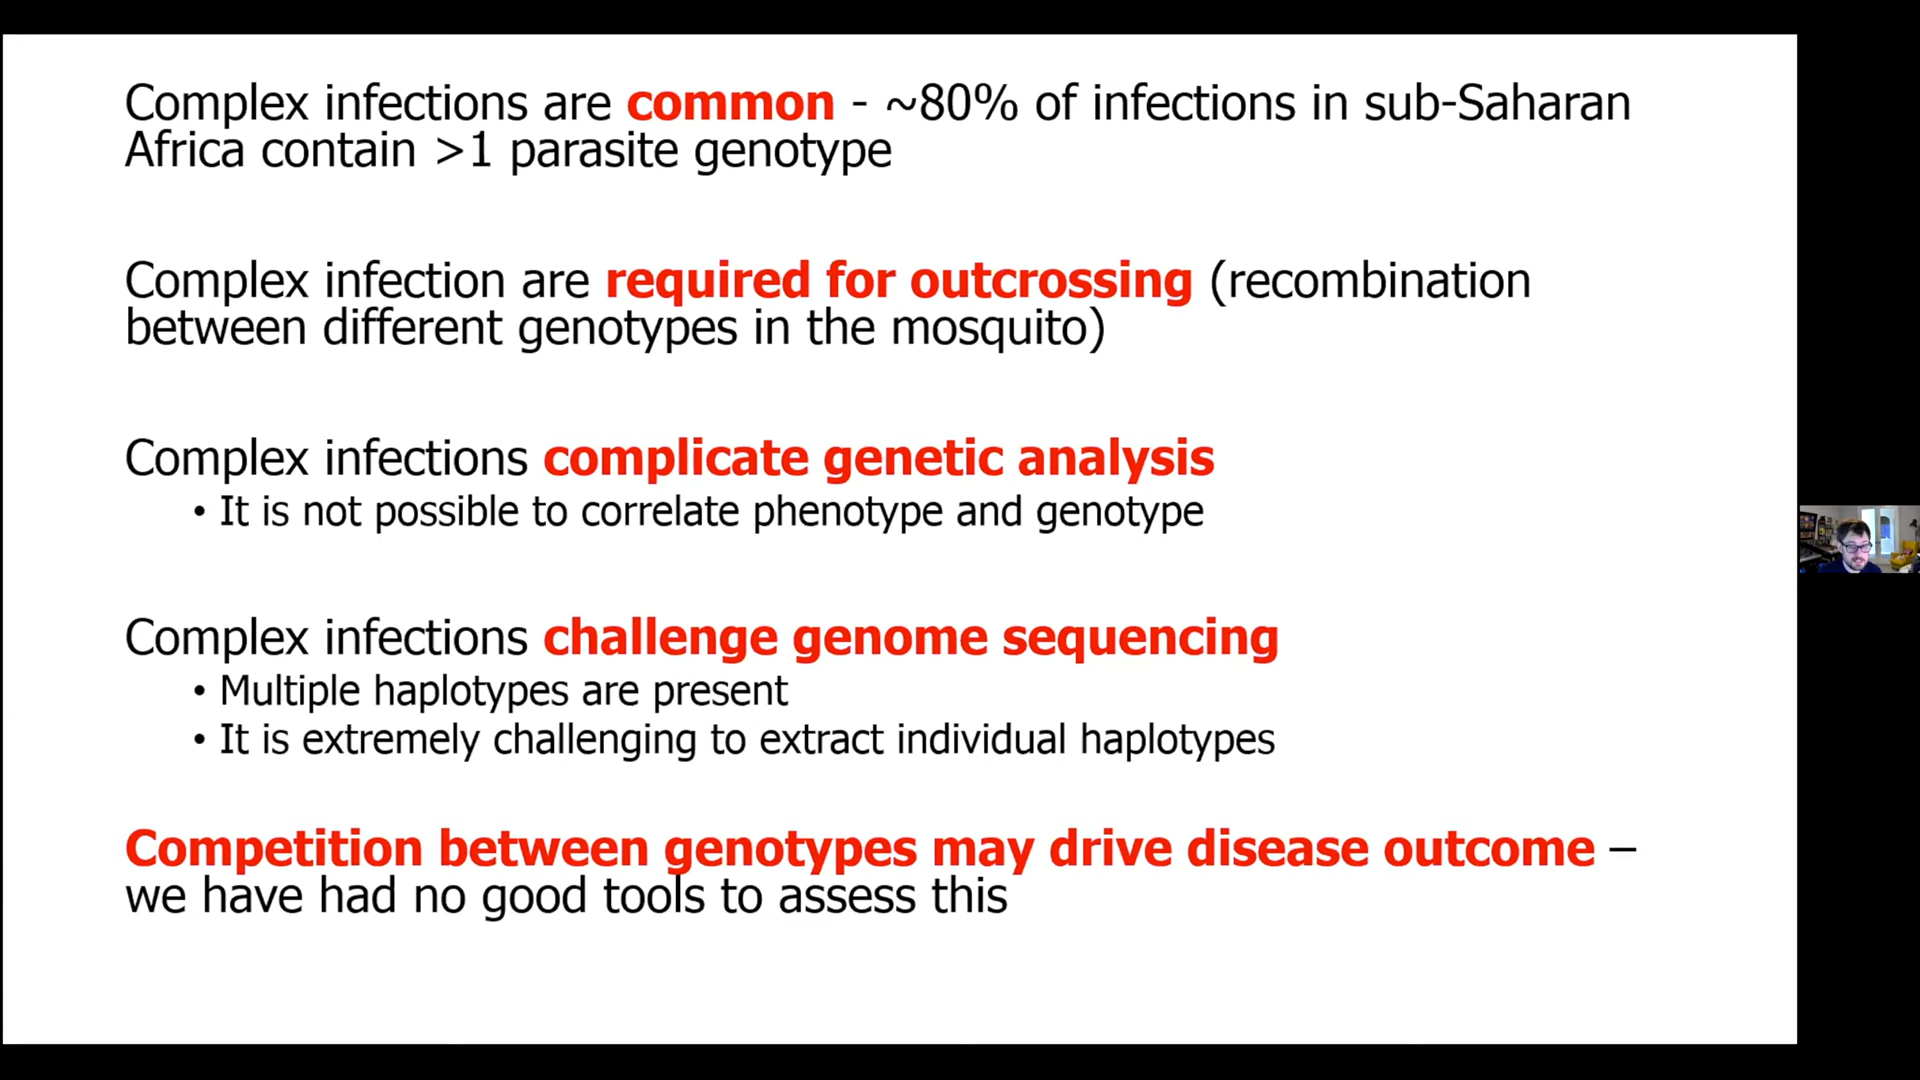 Complex infections are common - ~80% of infections in sub-Saharan
Africa contain >1 parasite genotype
Complex infection are required for outcrossing (recombination
between different genotypes in the mosquito)
Complex infections complicate genetic analysis
• It is not possible to correlate phenotype and genotype
Complex infections challenge genome sequencing
• Multiple haplotypes are present
• It is extremely challenging to extract individual haplotypes
Competition between genotypes may drive disease outcome –
we have had no good tools to assess this